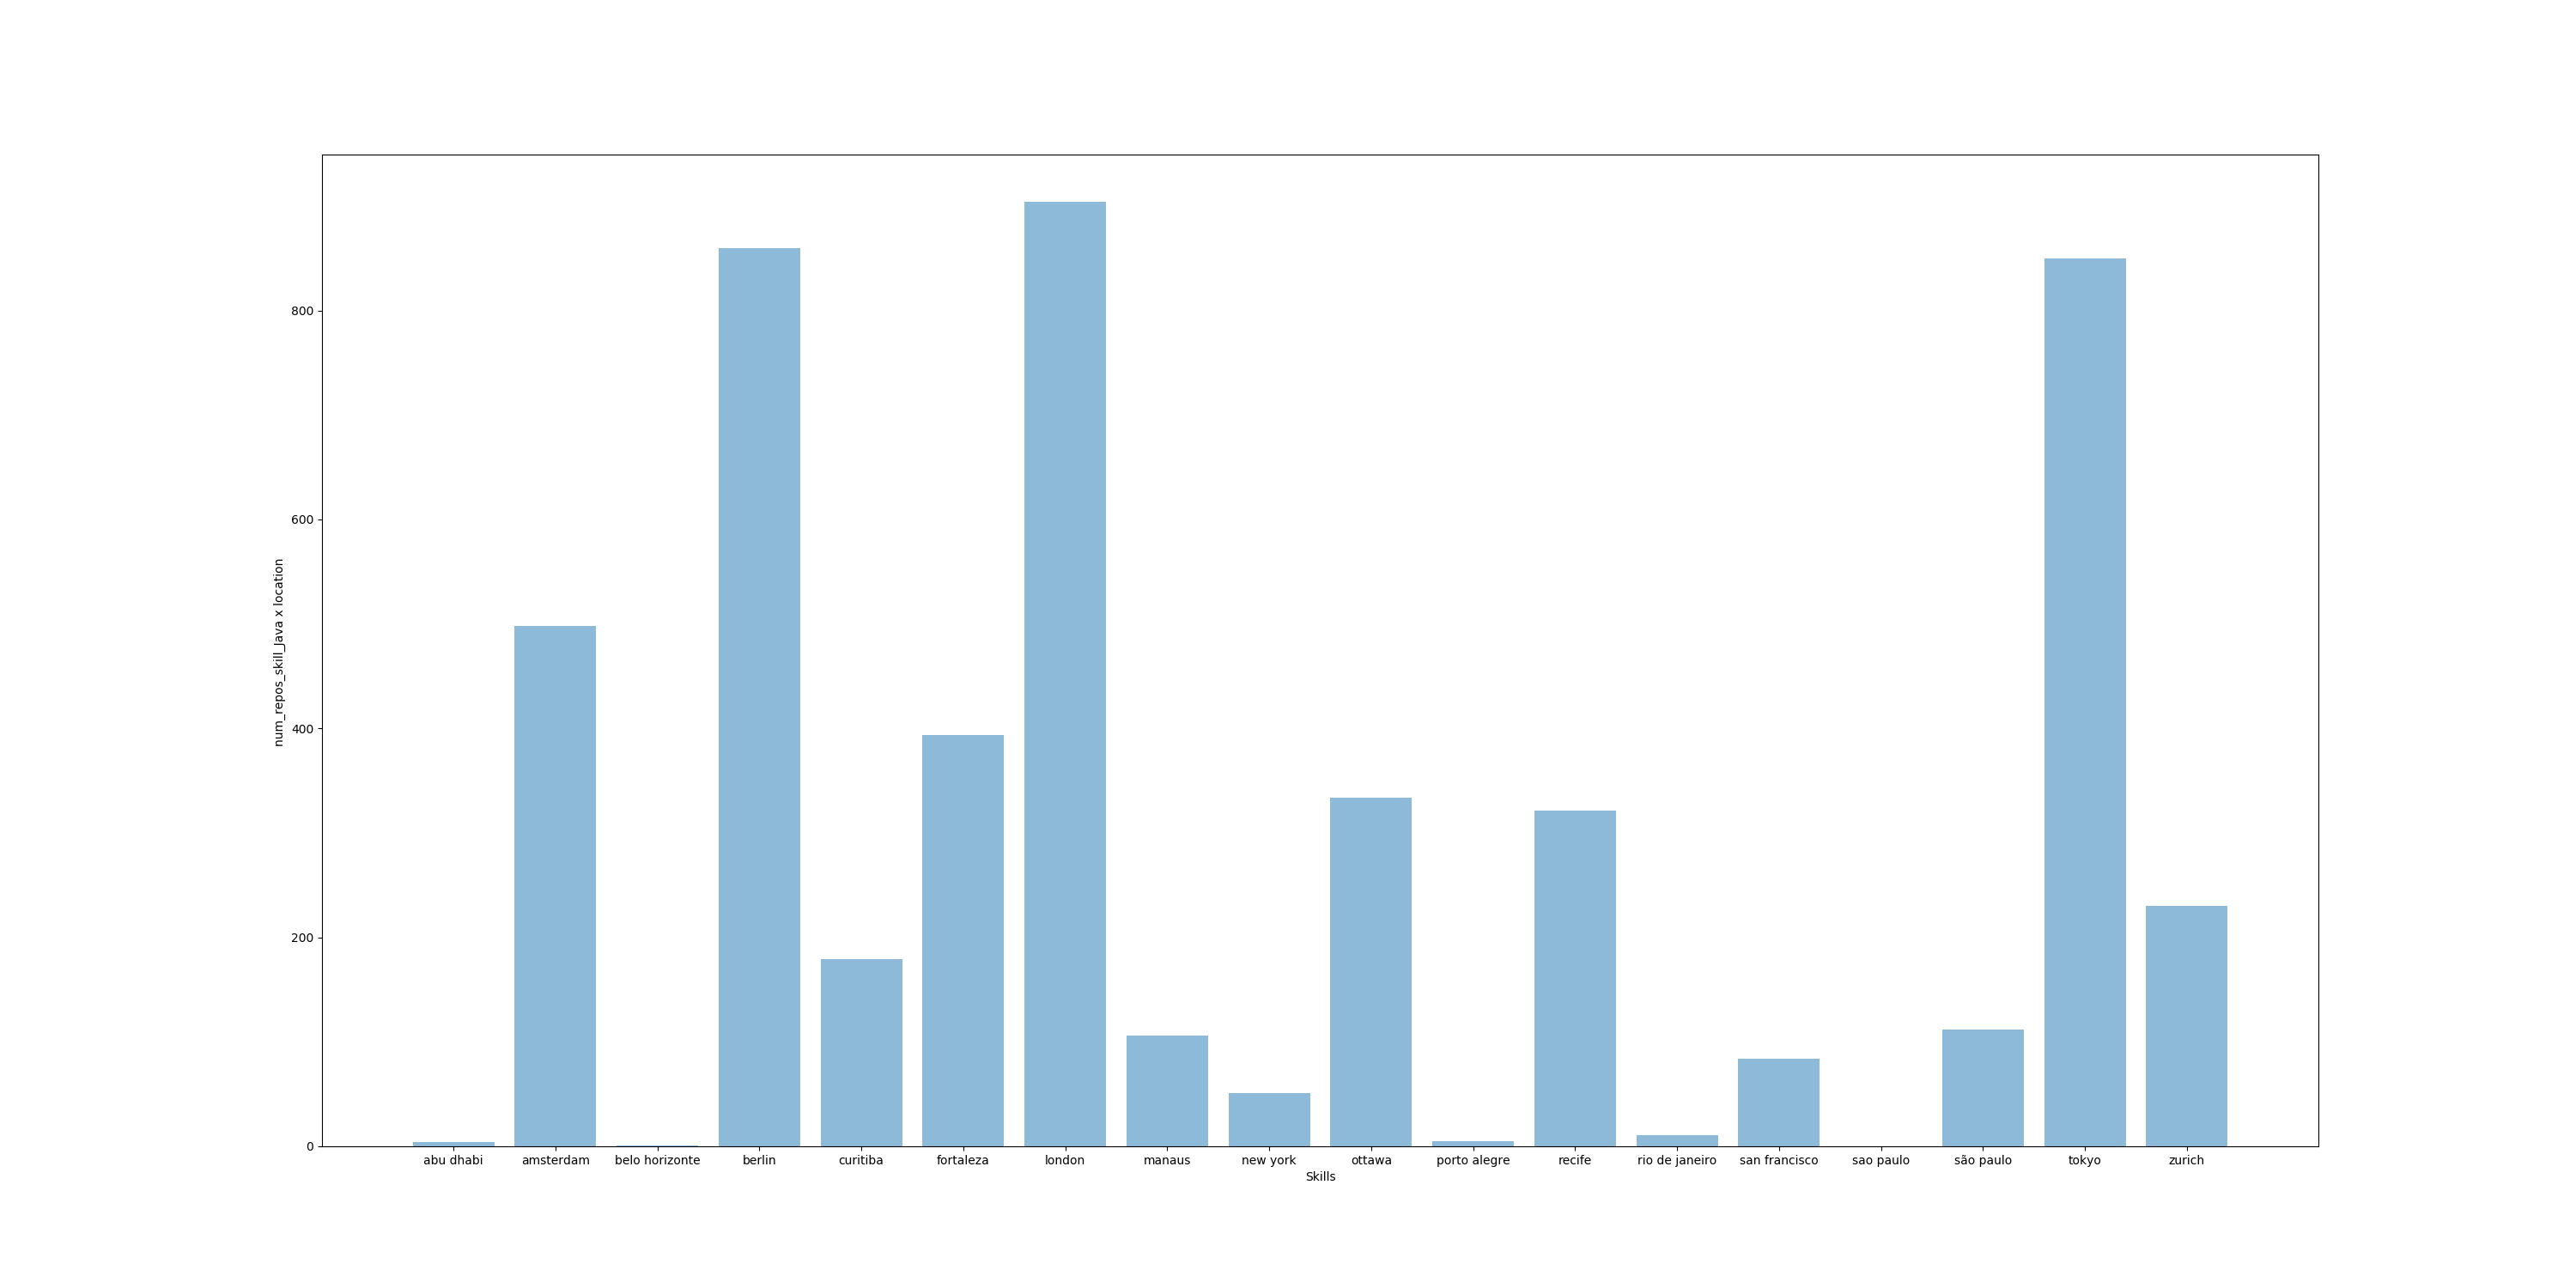 800
600
400
200
0
num_repos_skill_Java x location
abu dhabi amsterdam belo horizonte berlin curitiba fortaleza london manaus new york ottawa porto alegre recife rio de janeiro san francisco sao paulo são paulo tokyo zurich
Skills